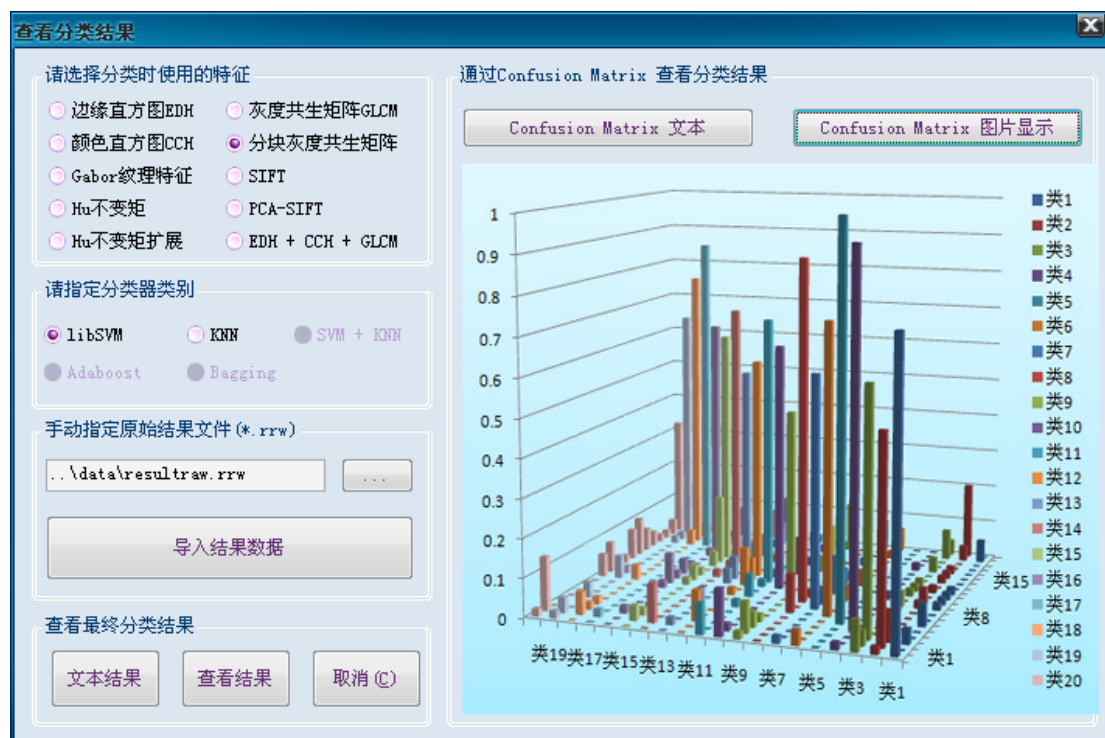 查看分类结果
请选择分类时使用的特征
边缘直方图EDH 灰度共生矩阵GLCM
颜色直方图CCH 分块灰度共生矩阵
Gabor纹理特征 SIFT
Hu不变矩 PCA-SIFT
Hu不变矩扩展 EDH + CCH + GLCM
请指定分类器类别
libSVM KNN SVM + KNN
Adaboost Bagging
手动指定原始结果文件(*.rrw)
..\data\resultraw.rrw ...
导入结果数据
查看最终分类结果
文本结果 查看结果 取消(C)
通过Confusion Matrix 查看分类结果
Confusion Matrix 文本 Confusion Matrix 图片显示
1
0.9
0.8
0.7
0.6
0.5
0.4
0.3
0.2
0.1
0
类19 类17 类15 类13 类11 类9 类7 类5 类3 类1
类1
类8
类15
类1
类2
类3
类4
类5
类6
类7
类8
类9
类10
类11
类12
类13
类14
类15
类16
类17
类18
类19
类20